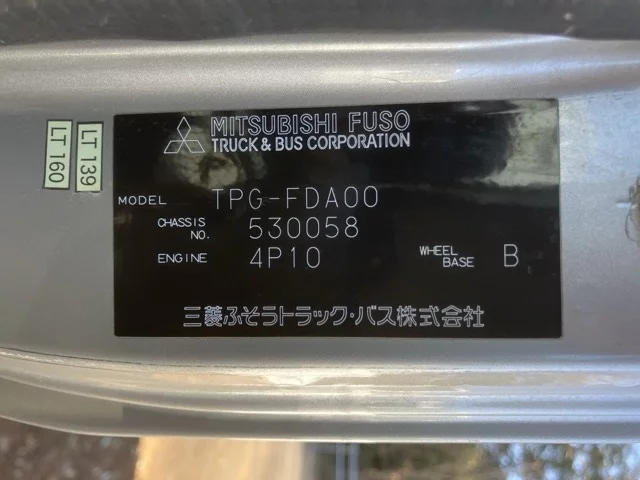 MITSUBISHI FUSO
TRUCK & BUS CORPORATION
MODEL TPG-FDA00
CHASSIS NO. 530058
ENGINE 4P10 WHEEL BASE B
三菱ふそうトラック・バス株式会社
LT 139
LT 160